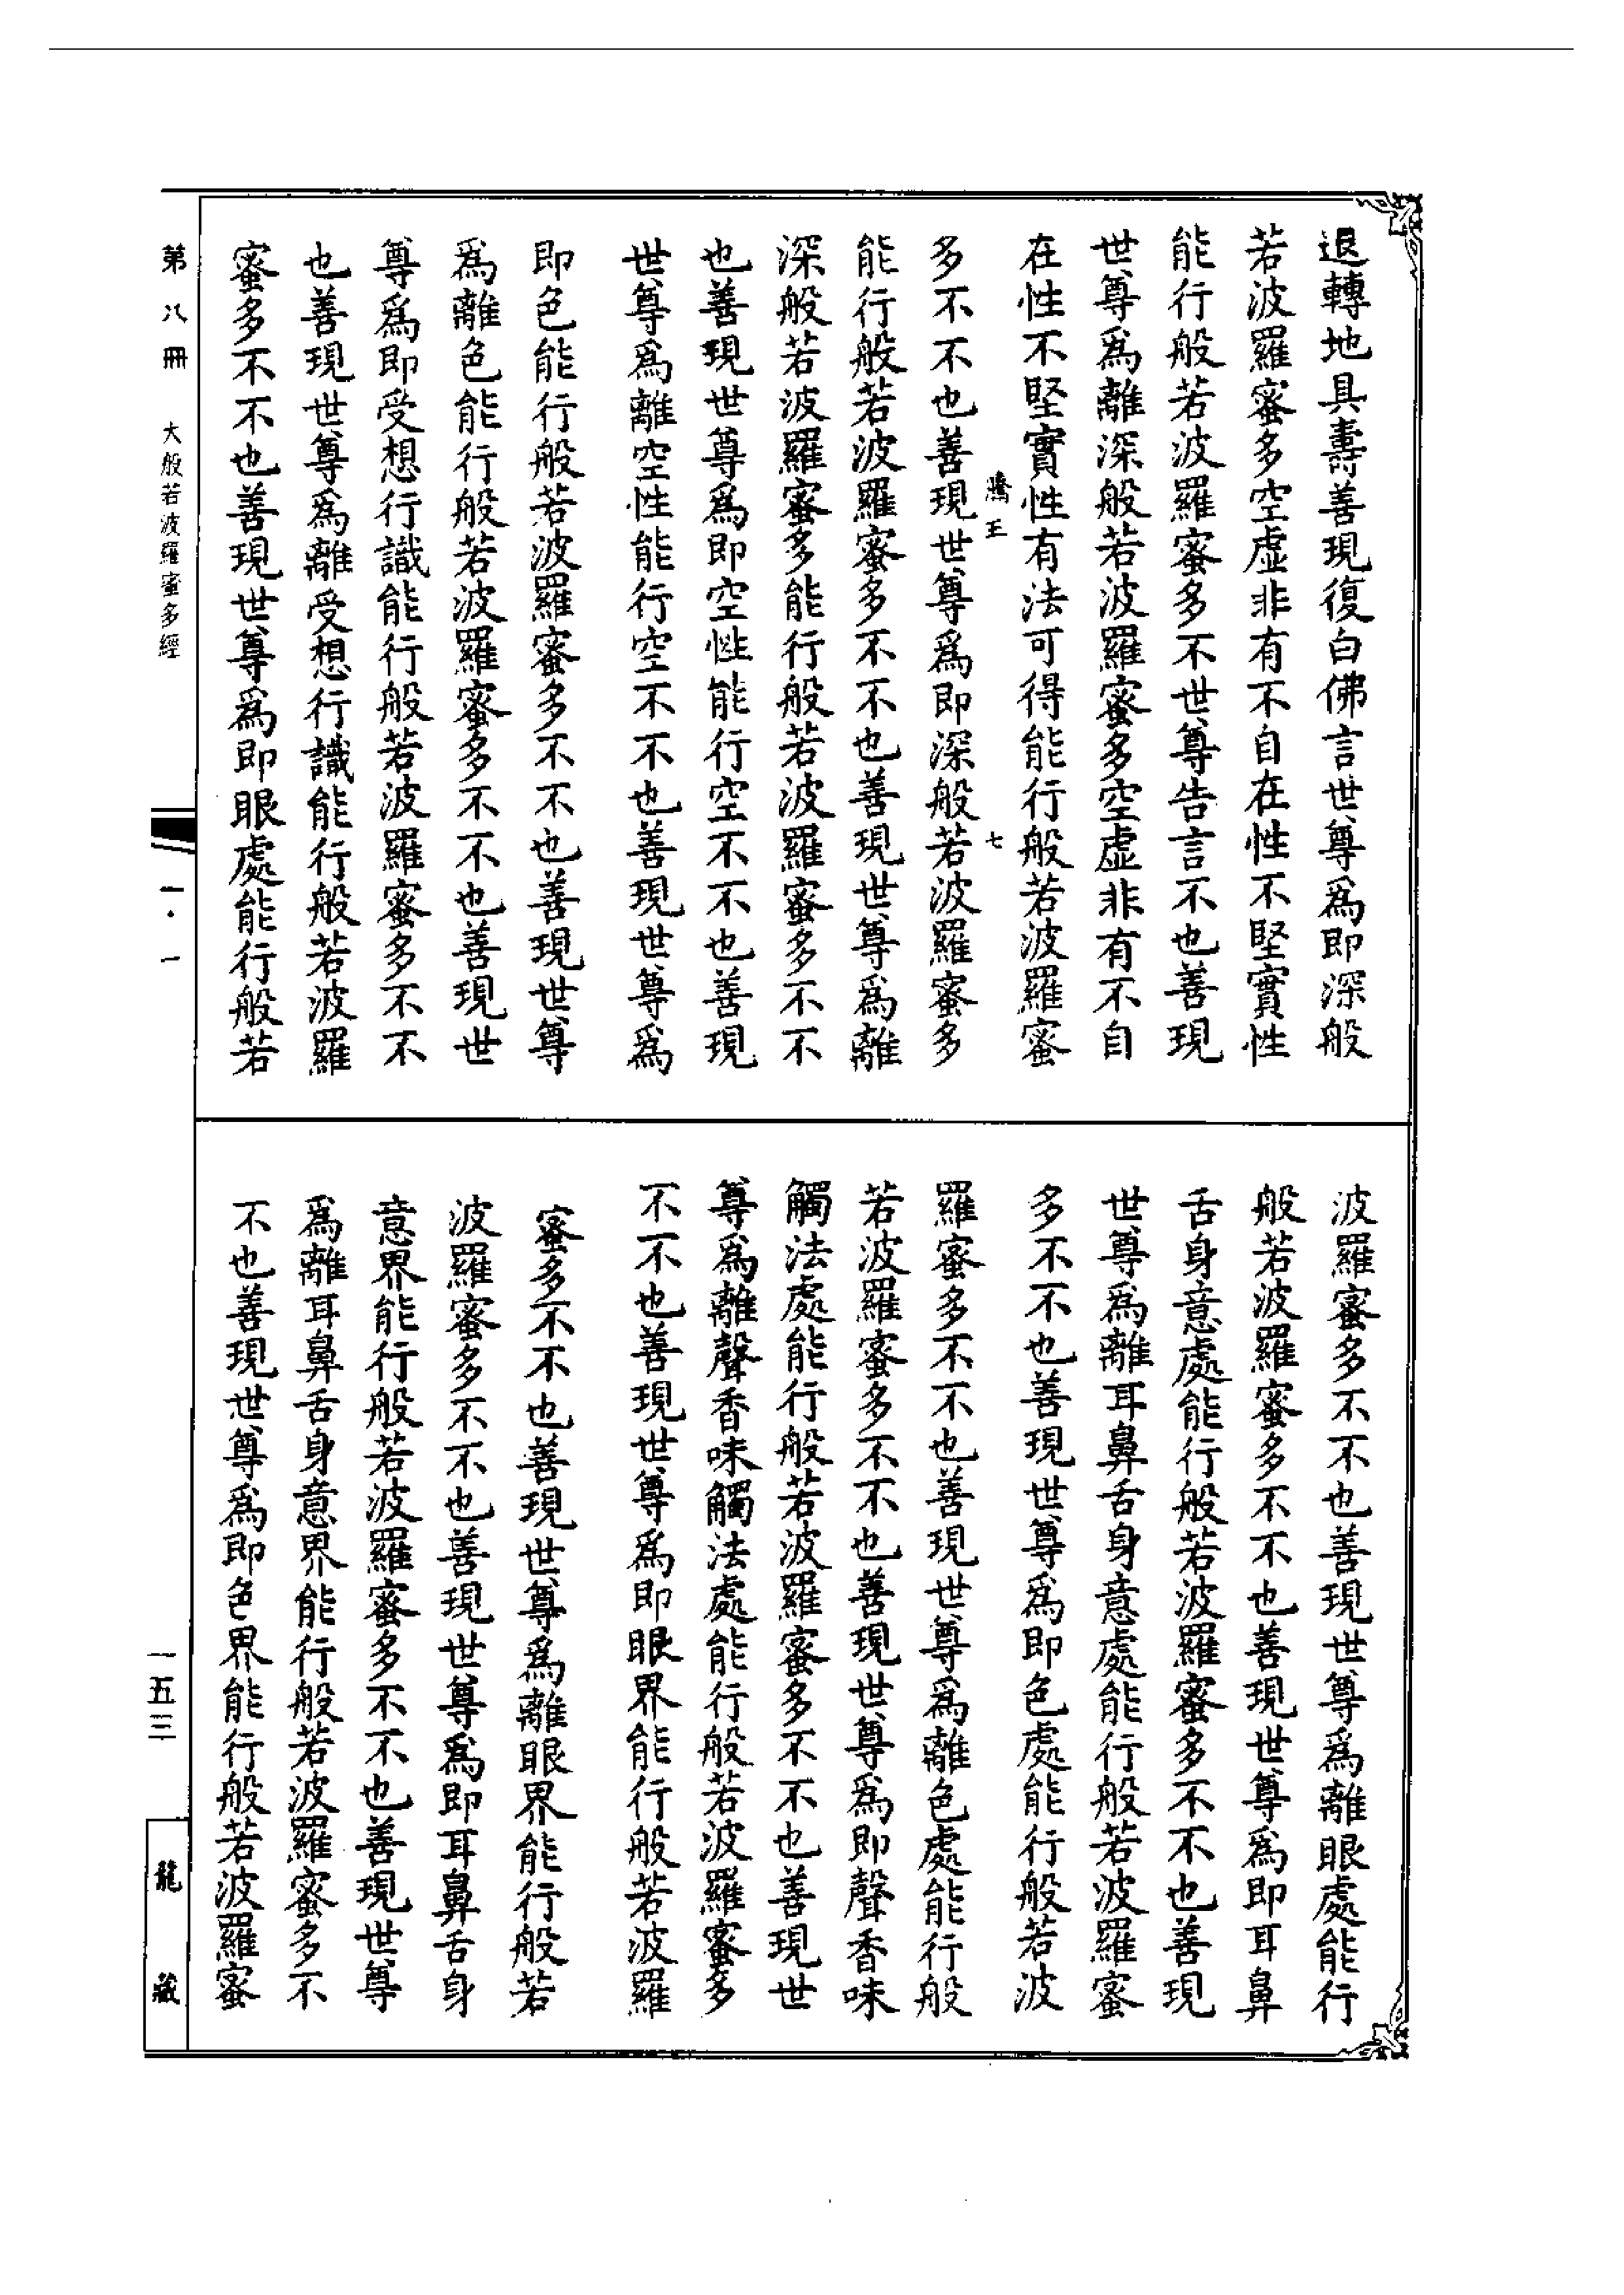 退轉地具壽善現復白佛言世尊爲即深般
若波羅蜜多空虛非有不自在性不堅實性
能行般若波羅蜜多不世尊告言不也善現
世尊爲離深般若波羅蜜多空虛非有不自
在性不堅實性有法可得能行般若波羅蜜
騰王 七
多不不也善現世尊爲即深般若波羅蜜多
能行般若波羅蜜多不不也善現世尊爲離
深般若波羅蜜多能行般若波羅蜜多不不
也善現世尊爲即空性能行空不不也善現
世尊爲離空性能行空不不也善現世尊爲
即色能行般若波羅蜜多不不也善現世尊
爲離色能行般若波羅蜜多不不也善現世
尊爲即受想行識能行般若波羅蜜多不不
也善現世尊爲離受想行識能行般若波羅
蜜多不不也善現世尊爲即眼處能行般若
波羅蜜多不不也善現世尊爲離眼處能行
般若波羅蜜多不不也善現世尊爲即耳鼻
舌身意處能行般若波羅蜜多不不也善現
世尊爲離耳鼻舌身意處能行般若波羅蜜
多不不也善現世尊爲即色處能行般若波
羅蜜多不不也善現世尊爲離色處能行般
若波羅蜜多不不也善現世尊爲即聲香味
觸法處能行般若波羅蜜多不不也善現世
尊爲離聲香味觸法處能行般若波羅蜜多
不不也善現世尊爲即眼界能行般若波羅
蜜多不不也善現世尊爲離眼界能行般若
波羅蜜多不不也善現世尊爲即耳鼻舌身
意界能行般若波羅蜜多不不也善現世尊
爲離耳鼻舌身意界能行般若波羅蜜多不
不也善現世尊爲即色界能行般若波羅蜜
第八冊 大般若波羅蜜多經 一·一 一五三 龍藏